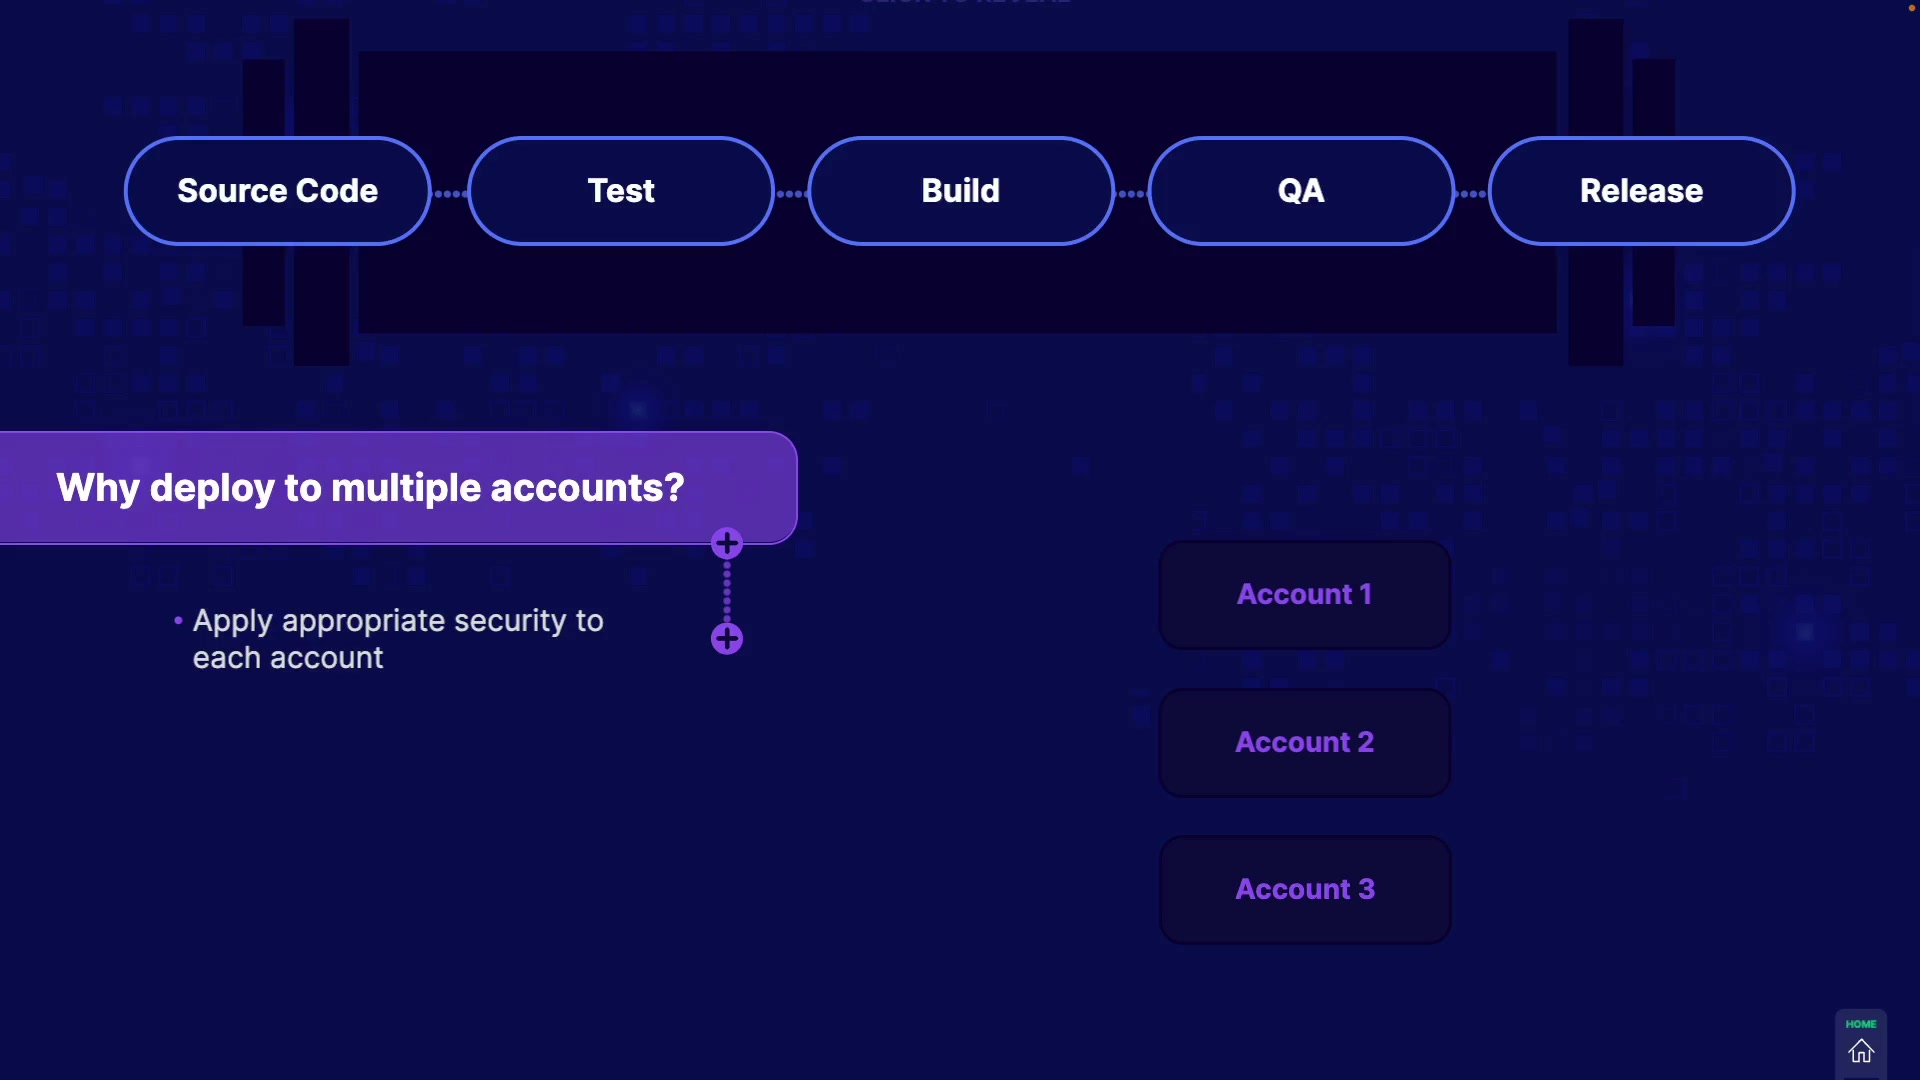 Source Code
Test
Build
QA
Release
Why deploy to multiple accounts?
• Apply appropriate security to
each account
Account 1
Account 2
Account 3
HOME